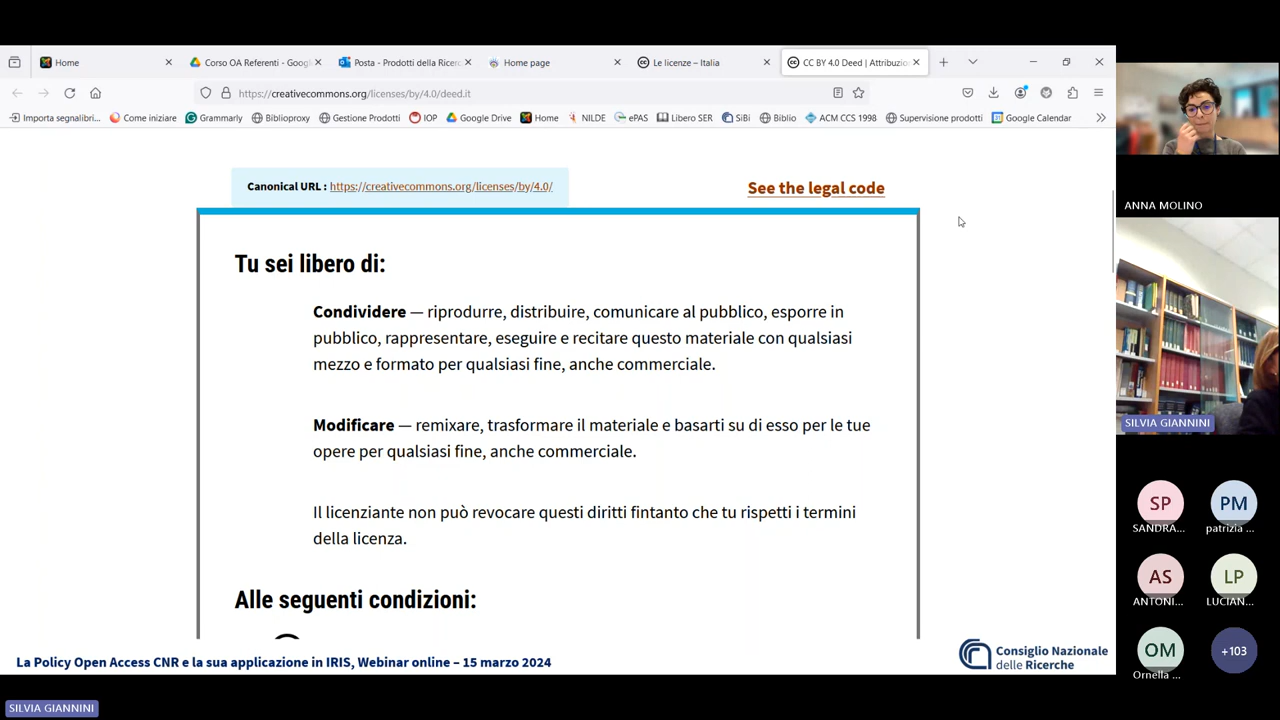 Home
Corso OA Referenti - Googl
Posta - Prodotti della Ricerc
Home page
Le licenze – Italia
CC BY 4.0 Deed | Attribuzio
https://creativecommons.org/licenses/by/4.0/deed.it
Importa segnalibri...
Come iniziare
Grammarly
Biblioproxy
Gestione Prodotti
IOP
Google Drive
Home
NILDE
ePAS
Libero SER
SiBi
Biblio
ACM CCS 1998
Supervisione prodotti
Google Calendar
Canonical URL : https://creativecommons.org/licenses/by/4.0/
See the legal code
Tu sei libero di:
Condividere — riprodurre, distribuire, comunicare al pubblico, esporre in
pubblico, rappresentare, eseguire e recitare questo materiale con qualsiasi
mezzo e formato per qualsiasi fine, anche commerciale.
Modificare — remixare, trasformare il materiale e basarti su di esso per le tue
opere per qualsiasi fine, anche commerciale.
Il licenziante non può revocare questi diritti fintanto che tu rispetti i termini
della licenza.
Alle seguenti condizioni:
La Policy Open Access CNR e la sua applicazione in IRIS, Webinar online – 15 marzo 2024
Consiglio Nazionale
delle Ricerche
SILVIA GIANNINI
ANNA MOLINO
SILVIA GIANNINI
SP
SANDRA...
PM
patrizia ...
AS
ANTONI...
LP
LUCIAN...
OM
Ornella ...
+103